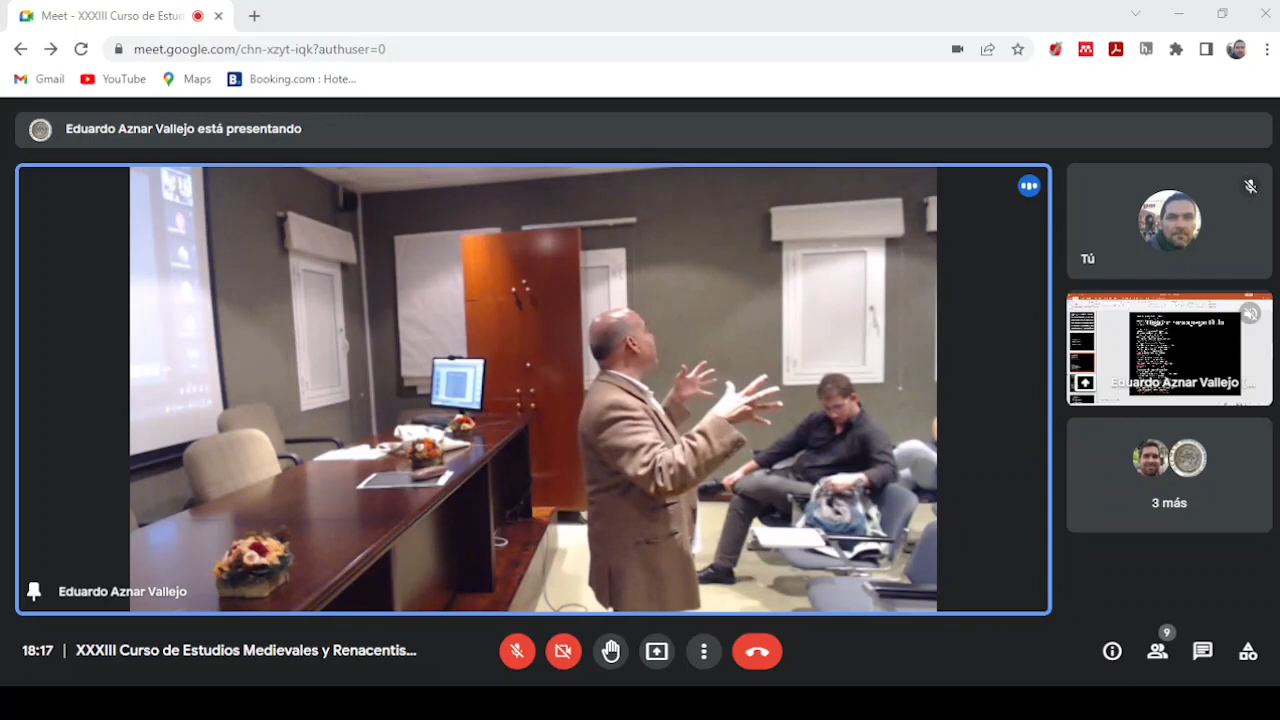 Meet - XXXIII Curso de Estud
meet.google.com/chn-xzyt-iqk?authuser=0
Gmail
YouTube
Maps
B.
Booking.com : Hote...
Eduardo Aznar Vallejo está presentando
Tú
Eduardo Aznar Vallejo (...
3 más
Eduardo Aznar Vallejo
18:17 | XXXIII Curso de Estudios Medievales y Renacentis...
9